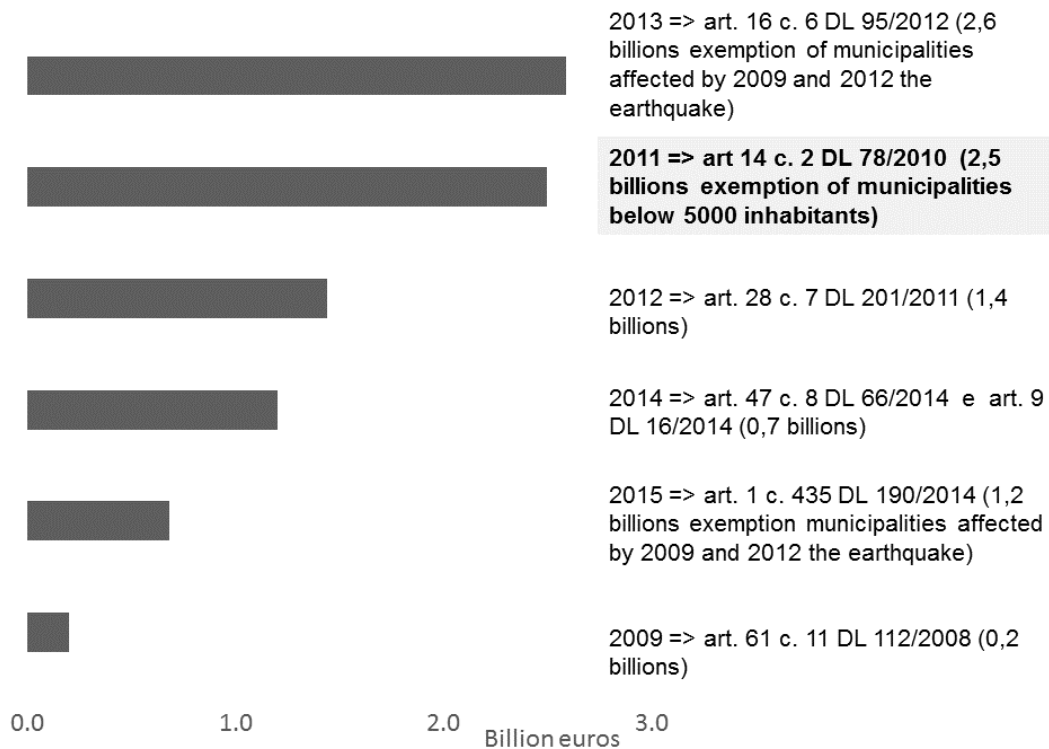 2013 => art. 16 c. 6 DL 95/2012 (2,6
billions exemption of municipalities
affected by 2009 and 2012 the
earthquake)
2011 => art 14 c. 2 DL 78/2010 (2,5
billions exemption of municipalities
below 5000 inhabitants)
2012 => art. 28 c. 7 DL 201/2011 (1,4
billions)
2014 => art. 47 c. 8 DL 66/2014 e art. 9
DL 16/2014 (0,7 billions)
2015 => art. 1 c. 435 DL 190/2014 (1,2
billions exemption municipalities affected
by 2009 and 2012 the earthquake)
2009 => art. 61 c. 11 DL 112/2008 (0,2
billions)
0.0 1.0 2.0 3.0
Billion euros